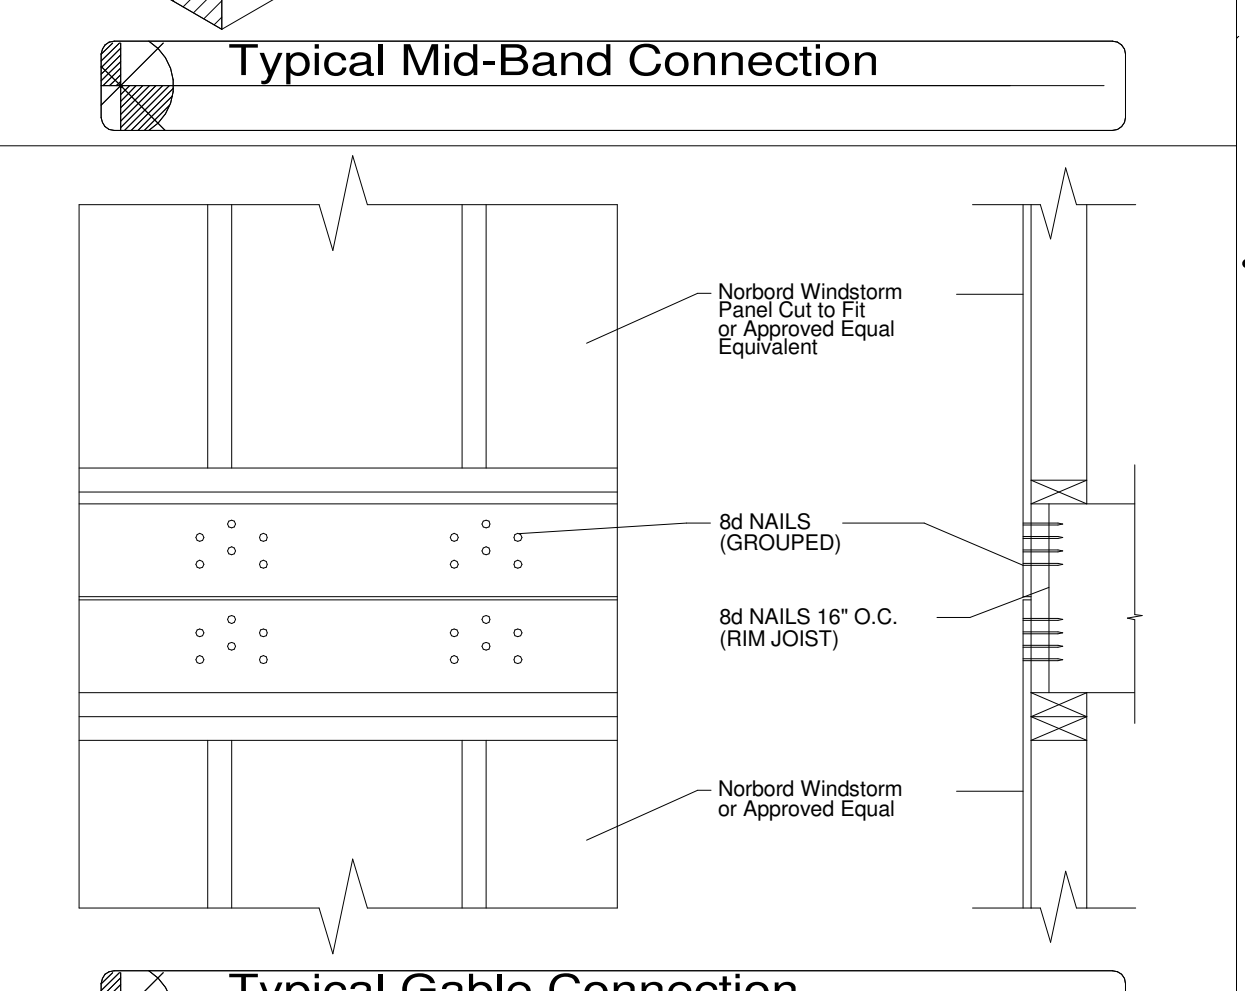 Typical Mid-Band Connection
Norbord Windstorm
Panel Cut to Fit
or Approved Equal
Equivalent
8d NAILS
(GROUPED)
8d NAILS 16" O.C.
(RIM JOIST)
Norbord Windstorm
or Approved Equal
Typical Gable Connection